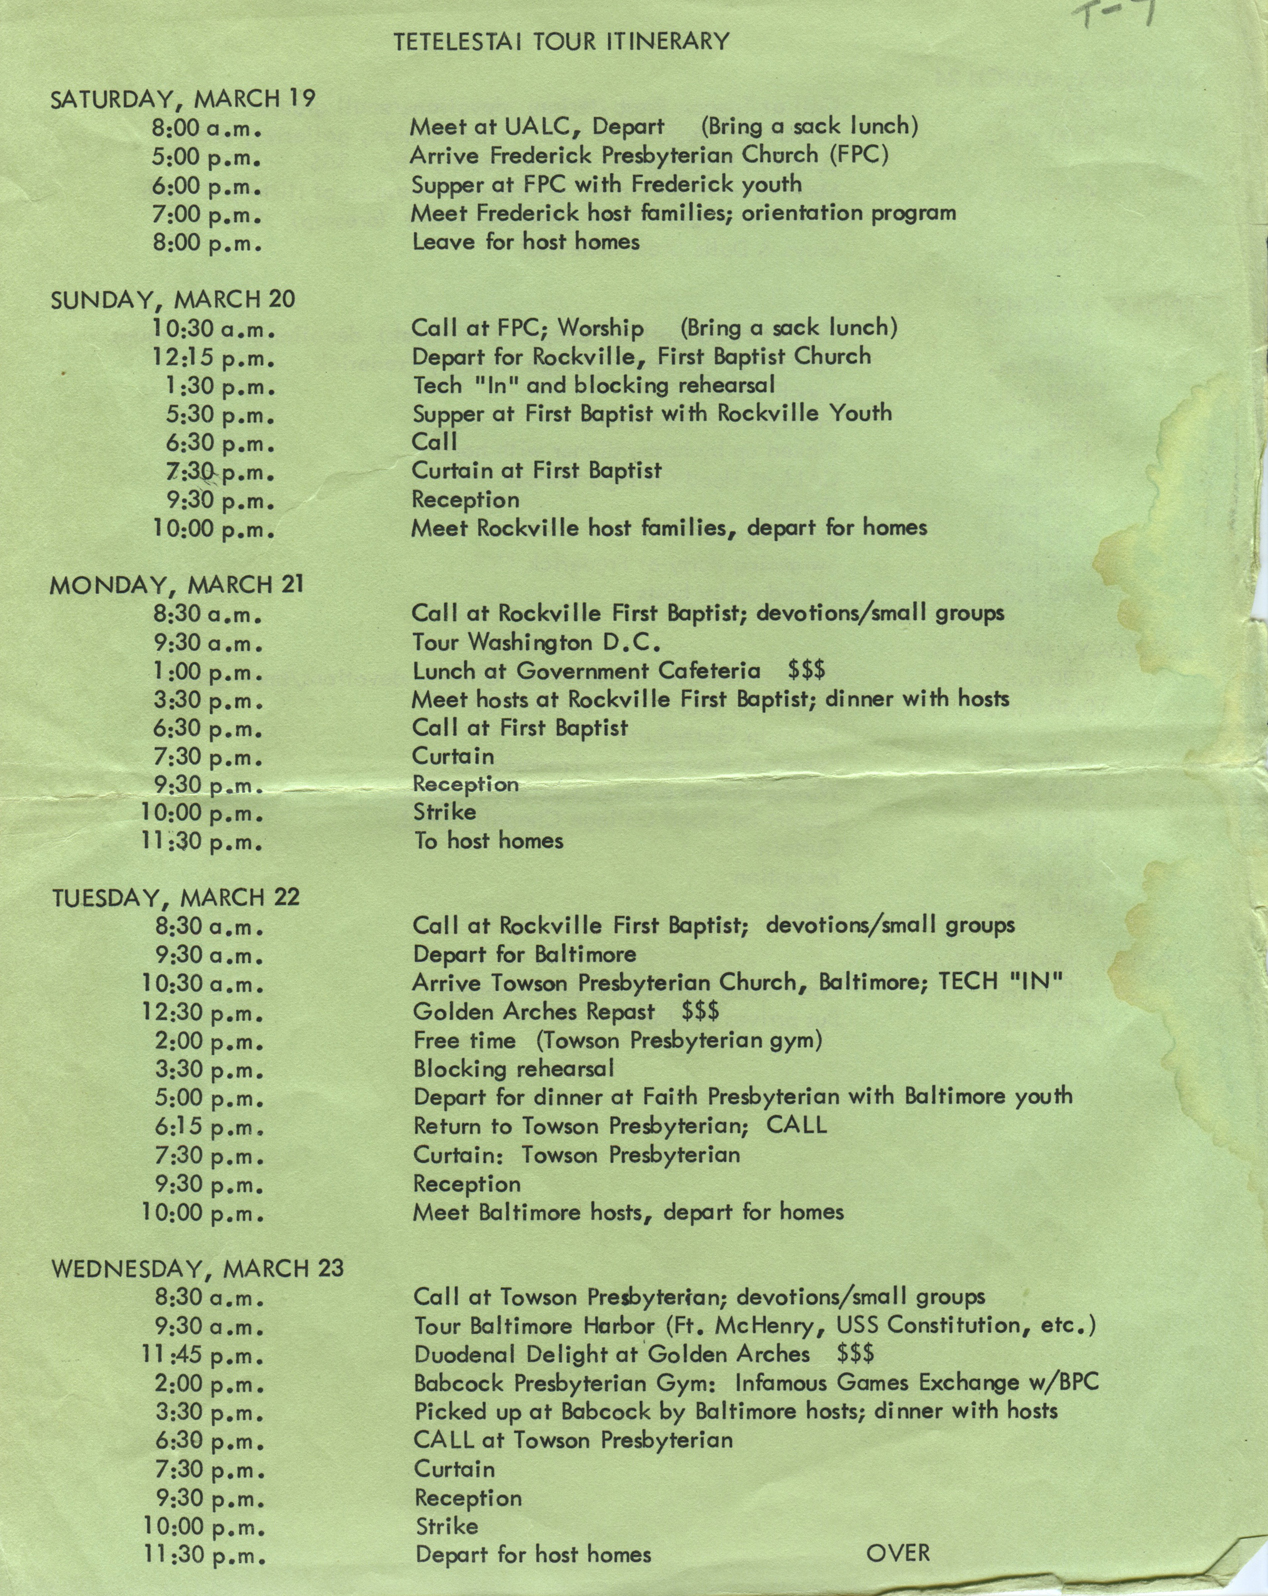 T-7
TETELESTAI TOUR ITINERARY
SATURDAY, MARCH 19
8:00 a.m. Meet at UALC, Depart (Bring a sack lunch)
5:00 p.m. Arrive Frederick Presbyterian Church (FPC)
6:00 p.m. Supper at FPC with Frederick youth
7:00 p.m. Meet Frederick host families; orientation program
8:00 p.m. Leave for host homes
SUNDAY, MARCH 20
10:30 a.m. Call at FPC; Worship (Bring a sack lunch)
12:15 p.m. Depart for Rockville, First Baptist Church
1:30 p.m. Tech "In" and blocking rehearsal
5:30 p.m. Supper at First Baptist with Rockville Youth
6:30 p.m. Call
7:30 p.m. Curtain at First Baptist
9:30 p.m. Reception
10:00 p.m. Meet Rockville host families, depart for homes
MONDAY, MARCH 21
8:30 a.m. Call at Rockville First Baptist; devotions/small groups
9:30 a.m. Tour Washington D.C.
1:00 p.m. Lunch at Government Cafeteria $$$
3:30 p.m. Meet hosts at Rockville First Baptist; dinner with hosts
6:30 p.m. Call at First Baptist
7:30 p.m. Curtain
9:30 p.m. Reception
10:00 p.m. Strike
11:30 p.m. To host homes
TUESDAY, MARCH 22
8:30 a.m. Call at Rockville First Baptist; devotions/small groups
9:30 a.m. Depart for Baltimore
10:30 a.m. Arrive Towson Presbyterian Church, Baltimore; TECH "IN"
12:30 p.m. Golden Arches Repast $$$
2:00 p.m. Free time (Towson Presbyterian gym)
3:30 p.m. Blocking rehearsal
5:00 p.m. Depart for dinner at Faith Presbyterian with Baltimore youth
6:15 p.m. Return to Towson Presbyterian; CALL
7:30 p.m. Curtain: Towson Presbyterian
9:30 p.m. Reception
10:00 p.m. Meet Baltimore hosts, depart for homes
WEDNESDAY, MARCH 23
8:30 a.m. Call at Towson Presbyterian; devotions/small groups
9:30 a.m. Tour Baltimore Harbor (Ft. McHenry, USS Constitution, etc.)
11:45 p.m. Duodenal Delight at Golden Arches $$$
2:00 p.m. Babcock Presbyterian Gym: Infamous Games Exchange w/BPC
3:30 p.m. Picked up at Babcock by Baltimore hosts; dinner with hosts
6:30 p.m. CALL at Towson Presbyterian
7:30 p.m. Curtain
9:30 p.m. Reception
10:00 p.m. Strike
11:30 p.m. Depart for host homes OVER